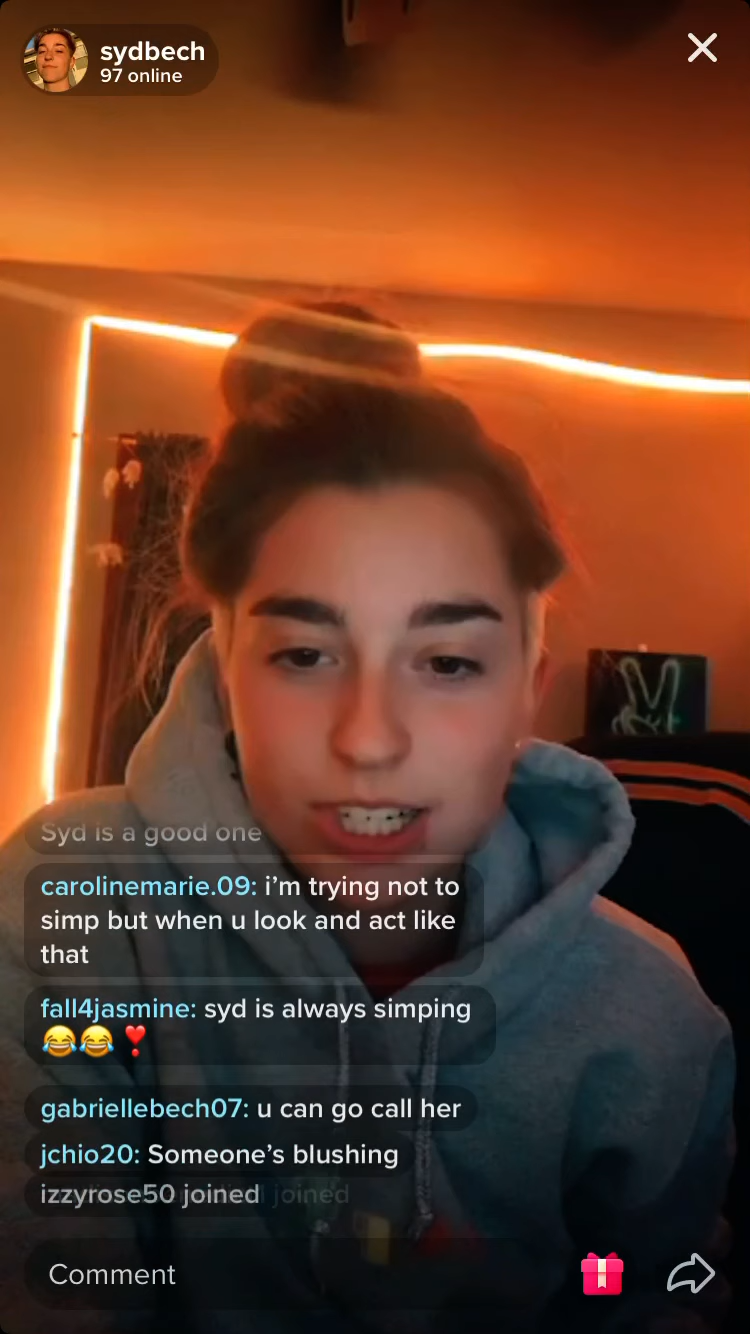 sydbech
97 online
Syd is a good one
carolinemarie.09: i’m trying not to
simp but when u look and act like
that
fall4jasmine: syd is always simping
😂😂 ❣️
gabriellebech07: u can go call her
jchio20: Someone’s blushing
izzyrose50 joined joined
Comment